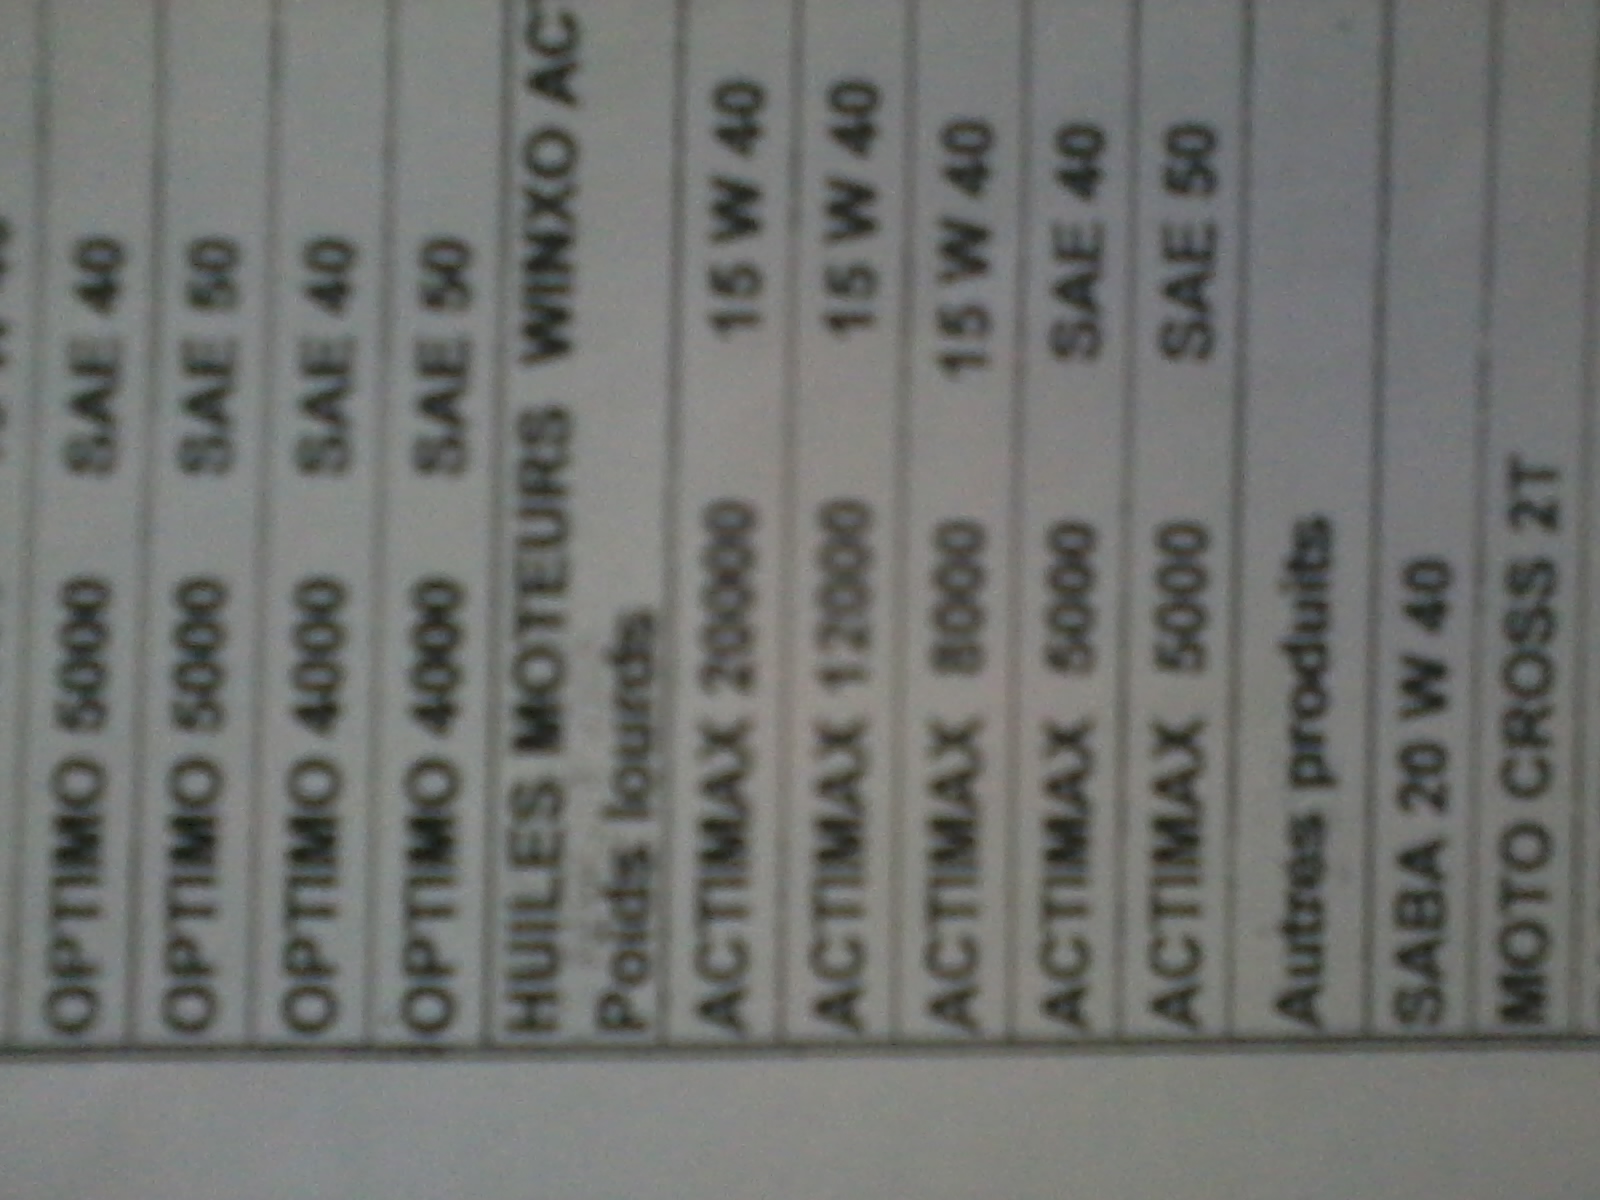 OPTIMO 5000 SAE 40
OPTIMO 5000 SAE 50
OPTIMO 4000 SAE 40
OPTIMO 4000 SAE 50
HUILES MOTEURS WINXO ACT
Poids lourds
ACTIMAX 20000 15 W 40
ACTIMAX 12000 15 W 40
ACTIMAX 8000 15 W 40
ACTIMAX 5000 SAE 40
ACTIMAX 5000 SAE 50
Autres produits
SABA 20 W 40
MOTO CROSS 2T